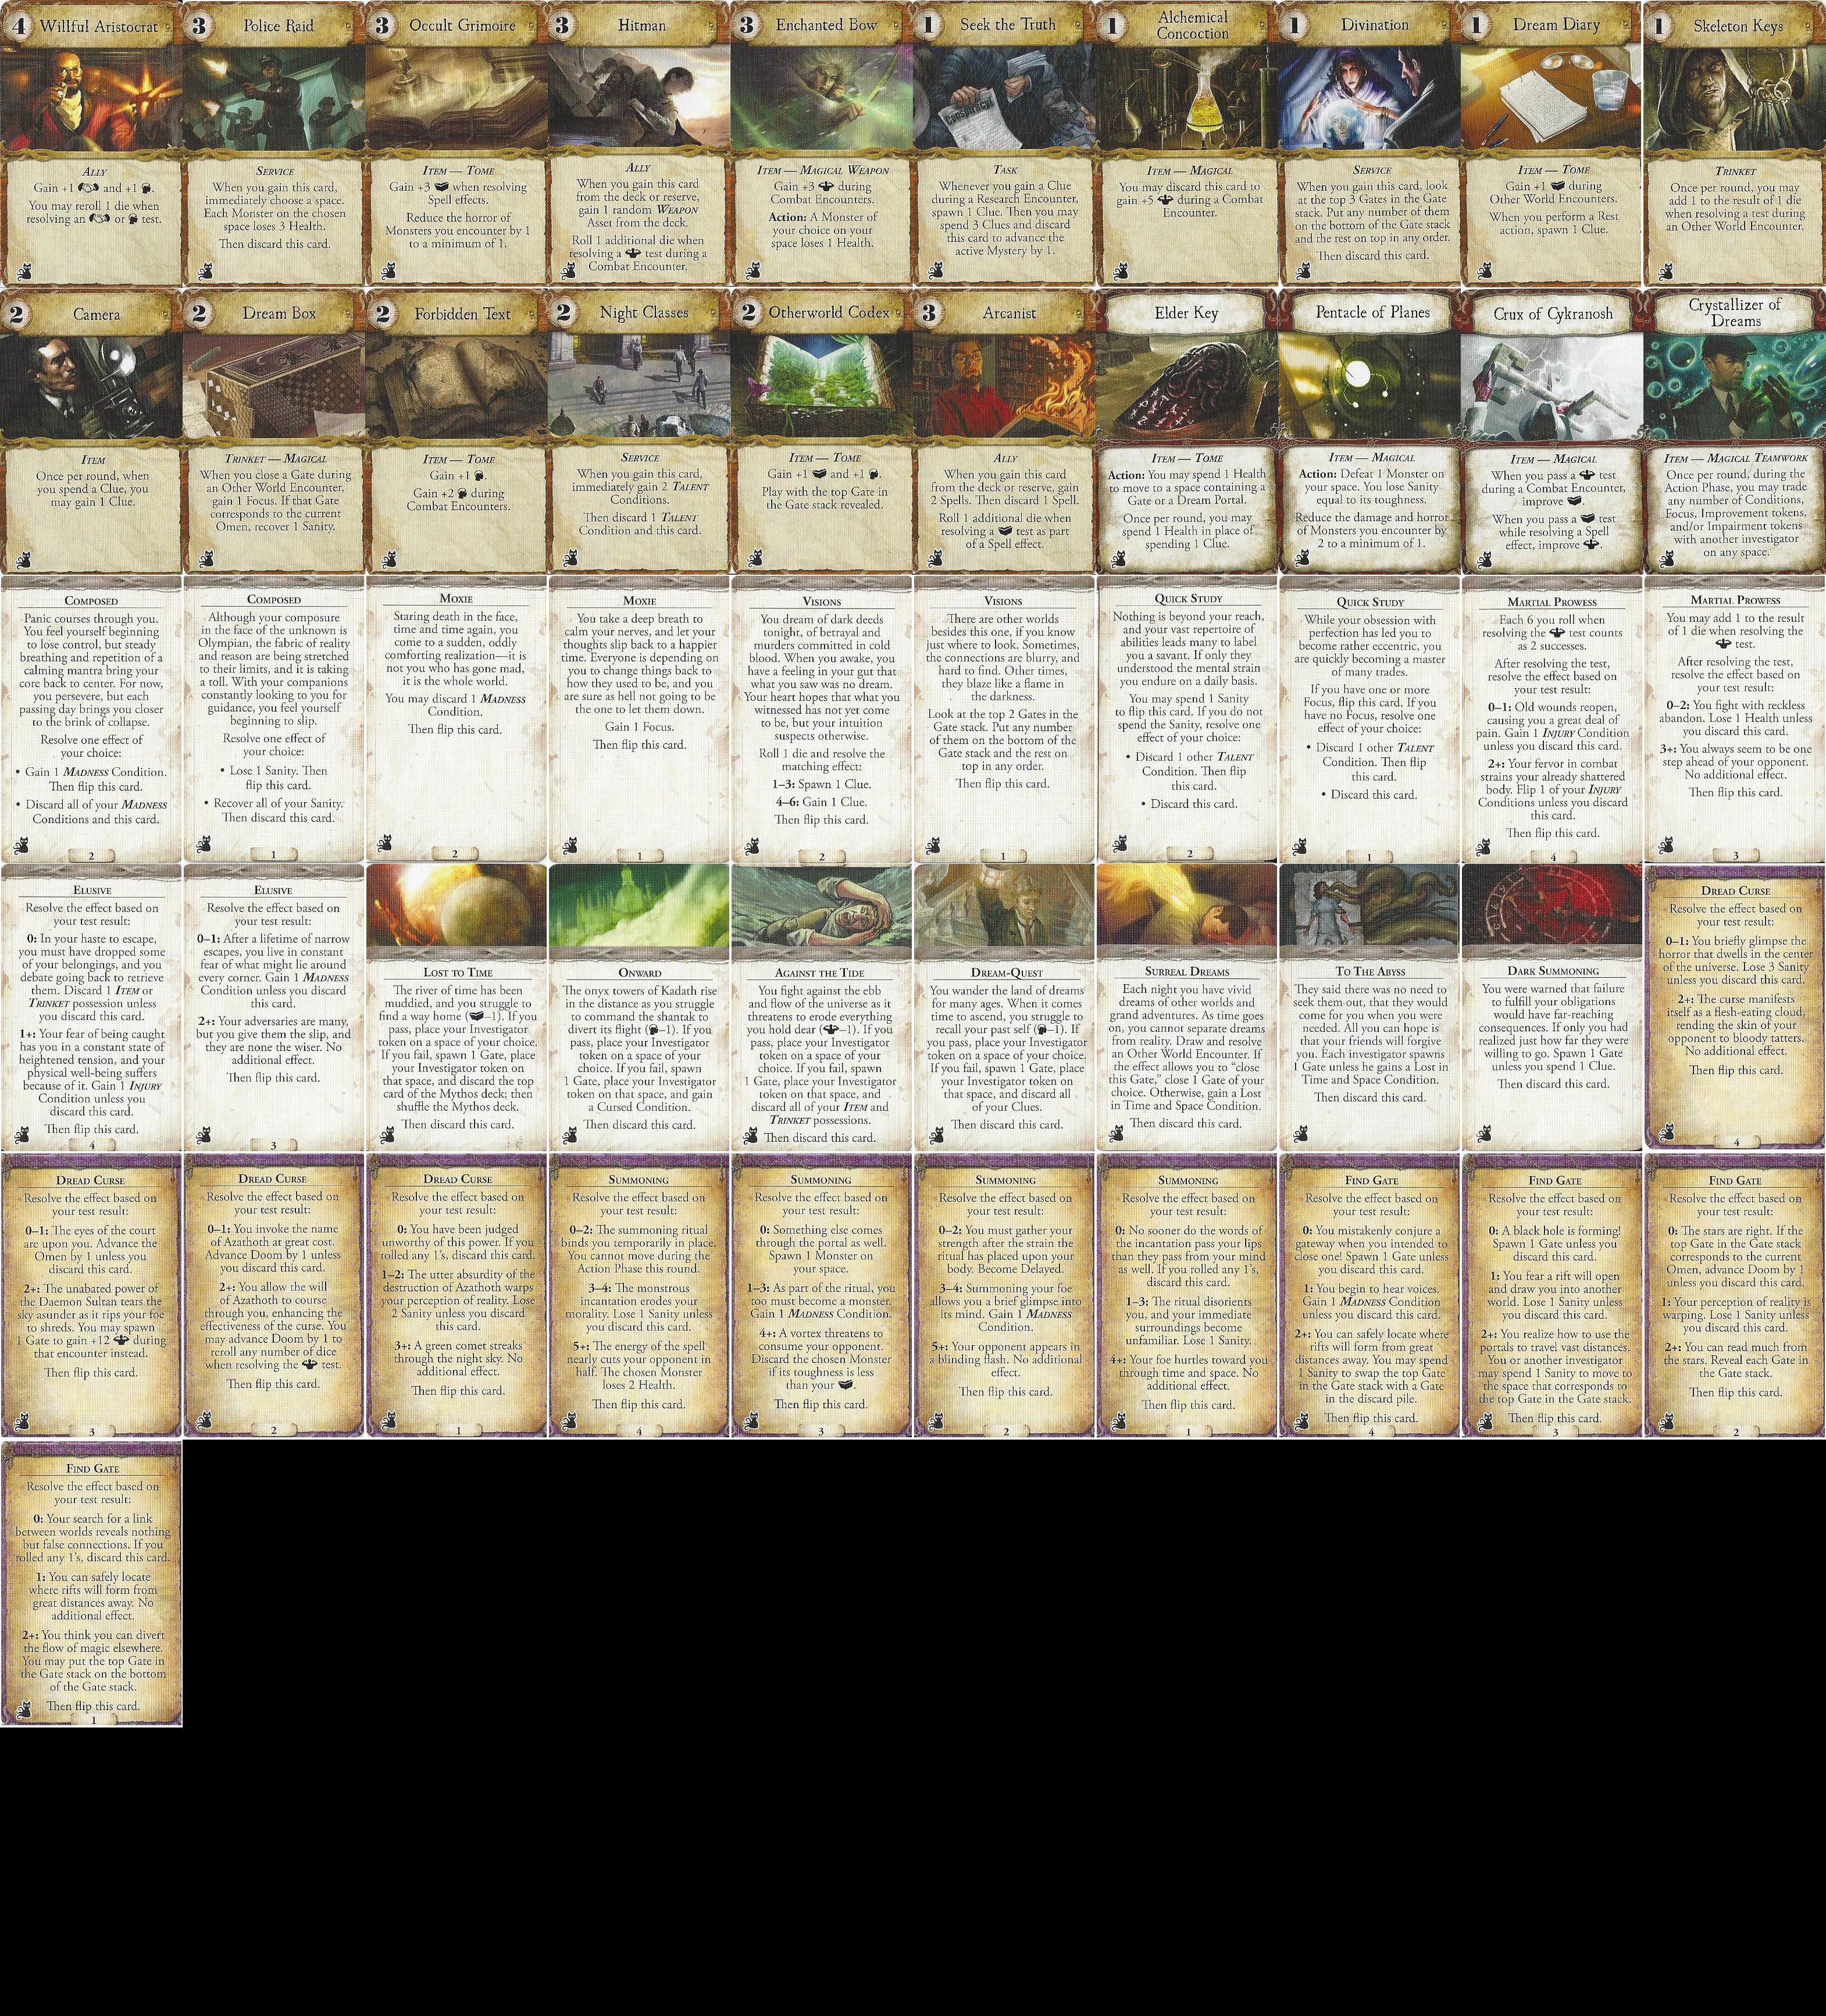 4 Willful Aristocrat
ALLY
Gain +1 and +1 .
You may reroll 1 die when
resolving an or test.
3 Police Raid
SERVICE
When you gain this card,
immediately choose a space.
Each Monster on the chosen
space loses 3 Health.
Then discard this card.
3 Occult Grimoire
ITEM — TOME
Gain +3 when resolving
Spell effects.
Reduce the horror of
Monsters you encounter by 1
to a minimum of 1.
3 Hitman
ALLY
When you gain this card
from the deck or reserve,
gain 1 random WEAPON
Asset from the deck.
Roll 1 additional die when
resolving a test during a
Combat Encounter.
3 Enchanted Bow
ITEM — MAGICAL WEAPON
Gain +3 during
Combat Encounters.
Action: A Monster of
your choice on your
space loses 1 Health.
1 Seek the Truth
TASK
Whenever you gain a Clue
during a Research Encounter,
spawn 1 Clue. Then you may
spend 3 Clues and discard
this card to advance the
active Mystery by 1.
1 Alchemical
Concoction
ITEM — MAGICAL
You may discard this card to
gain +5 during a Combat
Encounter.
1 Divination
SERVICE
When you gain this card, look
at the top 3 Gates in the Gate
stack. Put any number of them
on the bottom of the Gate stack
and the rest on top in any order.
Then discard this card.
1 Dream Diary
ITEM — TOME
Gain +1 during
Other World Encounters.
When you perform a Rest
action, spawn 1 Clue.
1 Skeleton Keys
TRINKET
Once per round, you may
add 1 to the result of 1 die
when resolving a test during
an Other World Encounter.
2 Camera
ITEM
Once per round, when
you spend a Clue, you
may gain 1 Clue.
2 Dream Box
TRINKET — MAGICAL
When you close a Gate during
an Other World Encounter,
gain 1 Focus. If that Gate
corresponds to the current
Omen, recover 1 Sanity.
2 Forbidden Text
ITEM — TOME
Gain +1 .
Gain +2 during
Combat Encounters.
2 Night Classes
SERVICE
When you gain this card,
immediately gain 2 TALENT
Conditions.
Then discard 1 TALENT
Condition and this card.
2 Otherworld Codex
ITEM — TOME
Gain +1 and +1 .
Play with the top Gate in
the Gate stack revealed.
3 Arcanist
ALLY
When you gain this card
from the deck or reserve, gain
2 Spells. Then discard 1 Spell.
Roll 1 additional die when
resolving a test as part
of a Spell effect.
Elder Key
ITEM — TOME
Action: You may spend 1 Health
to move to a space containing a
Gate or a Dream Portal.
Once per round, you may
spend 1 Health in place of
spending 1 Clue.
Pentacle of Planes
ITEM — MAGICAL
Action: Defeat 1 Monster on
your space. You lose Sanity
equal to its toughness.
Reduce the damage and horror
of Monsters you encounter by
2 to a minimum of 1.
Crux of Cykranosh
ITEM — MAGICAL
When you pass a test
during a Combat Encounter,
improve .
When you pass a test
while resolving a Spell
effect, improve .
Crystallizer of
Dreams
ITEM — MAGICAL TEAMWORK
Once per round, during the
Action Phase, you may trade
any number of Conditions,
Focus, Improvement tokens,
and/or Impairment tokens
with another investigator
on any space.
COMPOSED
Panic courses through you.
You feel yourself beginning
to lose control, but steady
breathing and repetition of a
calming mantra bring your
core back to center. For now,
you persevere, but each
passing day brings you closer
to the brink of collapse.
Resolve one effect of
your choice:
• Gain 1 MADNESS Condition.
Then flip this card.
• Discard all of your MADNESS
Conditions and this card.
2
COMPOSED
Although your composure
in the face of the unknown is
Olympian, the fabric of reality
and reason are being stretched
to their limits, and it is taking
a toll. With your companions
constantly looking to you for
guidance, you feel yourself
beginning to slip.
Resolve one effect of
your choice:
• Lose 1 Sanity. Then
flip this card.
• Recover all of your Sanity.
Then discard this card.
1
MOXIE
Staring death in the face,
time and time again, you
come to a sudden, oddly
comforting realization—it is
not you who has gone mad,
it is the whole world.
You may discard 1 MADNESS
Condition.
Then flip this card.
2
MOXIE
You take a deep breath to
calm your nerves, and let your
thoughts slip back to a happier
time. Everyone is depending on
you to change things back to
how they used to be, and you
are sure as hell not going to be
the one to let them down.
Gain 1 Focus.
Then flip this card.
1
VISIONS
You dream of dark deeds
tonight, of betrayal and
murders committed in cold
blood. When you awake, you
have a feeling in your gut that
what you saw was no dream.
Your heart hopes that what you
witnessed has not yet come
to be, but your intuition
suspects otherwise.
Roll 1 die and resolve the
matching effect:
1–3: Spawn 1 Clue.
4–6: Gain 1 Clue.
Then flip this card.
2
VISIONS
There are other worlds
besides this one, if you know
just where to look. Sometimes,
the connections are blurry, and
hard to find. Other times,
they blaze like a flame in
the darkness.
Look at the top 2 Gates in the
Gate stack. Put any number
of them on the bottom of the
Gate stack and the rest on
top in any order.
Then flip this card.
1
QUICK STUDY
Nothing is beyond your reach,
and your vast repertoire of
abilities leads many to label
you a savant. If only they
understood the mental strain
you endure on a daily basis.
You may spend 1 Sanity
to flip this card. If you do not
spend the Sanity, resolve one
effect of your choice:
• Discard 1 other TALENT
Condition. Then flip
this card.
• Discard this card.
2
QUICK STUDY
While your obsession with
perfection has led you to
become rather eccentric, you
are quickly becoming a master
of many trades.
If you have one or more
Focus, flip this card. If you
have no Focus, resolve one
effect of your choice:
• Discard 1 other TALENT
Condition. Then flip
this card.
• Discard this card.
1
MARTIAL PROWESS
Each 6 you roll when
resolving the test counts
as 2 successes.
After resolving the test,
resolve the effect based on
your test result:
0–1: Old wounds reopen,
causing you a great deal of
pain. Gain 1 INJURY Condition
unless you discard this card.
2+: Your fervor in combat
strains your already shattered
body. Flip 1 of your INJURY
Conditions unless you discard
this card.
Then flip this card.
4
MARTIAL PROWESS
You may add 1 to the result
of 1 die when resolving the
test.
After resolving the test,
resolve the effect based on
your test result:
0–2: You fight with reckless
abandon. Lose 1 Health unless
you discard this card.
3+: You always seem to be one
step ahead of your opponent.
No additional effect.
Then flip this card.
3
ELUSIVE
Resolve the effect based on
your test result:
0: In your haste to escape,
you must have dropped some
of your belongings, and you
debate going back to retrieve
them. Discard 1 ITEM or
TRINKET possession unless
you discard this card.
1+: Your fear of being caught
has you in a constant state of
heightened tension, and your
physical well-being suffers
because of it. Gain 1 INJURY
Condition unless you
discard this card.
Then flip this card.
4
ELUSIVE
Resolve the effect based on
your test result:
0–1: After a lifetime of narrow
escapes, you live in constant
fear of what might lie around
every corner. Gain 1 MADNESS
Condition unless you discard
this card.
2+: Your adversaries are many,
but you give them the slip, and
they are none the wiser. No
additional effect.
Then flip this card.
3
LOST TO TIME
The river of time has been
muddied, and you struggle to
find a way home ( –1). If you
pass, place your Investigator
token on a space of your choice.
If you fail, spawn 1 Gate, place
your Investigator token on
that space, and discard the top
card of the Mythos deck; then
shuffle the Mythos deck.
Then discard this card.
ONWARD
The onyx towers of Kadath rise
in the distance as you struggle
to command the shantak to
divert its flight ( –1). If you
pass, place your Investigator
token on a space of your
choice. If you fail, spawn
1 Gate, place your Investigator
token on that space, and gain
a Cursed Condition.
Then discard this card.
AGAINST THE TIDE
You fight against the ebb
and flow of the universe as it
threatens to erode everything
you hold dear ( –1). If you
pass, place your Investigator
token on a space of your
choice. If you fail, spawn
1 Gate, place your Investigator
token on that space, and
discard all of your ITEM and
TRINKET possessions.
Then discard this card.
DREAM-QUEST
You wander the land of dreams
for many ages. When it comes
time to ascend, you struggle to
recall your past self ( –1). If
you pass, place your Investigator
token on a space of your choice.
If you fail, spawn 1 Gate, place
your Investigator token on
that space, and discard all
of your Clues.
Then discard this card.
SURREAL DREAMS
Each night you have vivid
dreams of other worlds and
grand adventures. As time goes
on, you cannot separate dreams
from reality. Draw and resolve
an Other World Encounter. If
the effect allows you to “close
this Gate,” close 1 Gate of your
choice. Otherwise, gain a Lost
in Time and Space Condition.
Then discard this card.
TO THE ABYSS
They said there was no need to
seek them out, that they would
come for you when you were
needed. All you can hope is
that your friends will forgive
you. Each investigator spawns
1 Gate unless he gains a Lost in
Time and Space Condition.
Then discard this card.
DARK SUMMONING
You were warned that failure
to fulfill your obligations
would have far-reaching
consequences. If only you had
realized just how far they were
willing to go. Spawn 1 Gate
unless you spend 1 Clue.
Then discard this card.
DREAD CURSE
Resolve the effect based on
your test result:
0–1: You briefly glimpse the
horror that dwells in the center
of the universe. Lose 3 Sanity
unless you discard this card.
2+: The curse manifests
itself as a flesh-eating cloud,
rending the skin of your
opponent to bloody tatters.
No additional effect.
Then flip this card.
4
DREAD CURSE
Resolve the effect based on
your test result:
0–1: The eyes of the court
are upon you. Advance the
Omen by 1 unless you
discard this card.
2+: The unabated power of
the Daemon Sultan tears the
sky asunder as it rips your foe
to shreds. You may spawn
1 Gate to gain +12 during
that encounter instead.
Then flip this card.
3
DREAD CURSE
Resolve the effect based on
your test result:
0–1: You invoke the name
of Azathoth at great cost.
Advance Doom by 1 unless
you discard this card.
2+: You allow the will
of Azathoth to course
through you, enhancing the
effectiveness of the curse. You
may advance Doom by 1 to
reroll any number of dice
when resolving the test.
Then flip this card.
2
DREAD CURSE
Resolve the effect based on
your test result:
0: You have been judged
unworthy of this power. If you
rolled any 1's, discard this card.
1–2: The utter absurdity of the
destruction of Azathoth warps
your perception of reality. Lose
2 Sanity unless you discard
this card.
3+: A green comet streaks
through the night sky. No
additional effect.
Then flip this card.
1
SUMMONING
Resolve the effect based on
your test result:
0–2: The summoning ritual
binds you temporarily in place.
You cannot move during the
Action Phase this round.
3–4: The monstrous
incantation erodes your
morality. Lose 1 Sanity unless
you discard this card.
5+: The energy of the spell
nearly cuts your opponent in
half. The chosen Monster
loses 2 Health.
Then flip this card.
4
SUMMONING
Resolve the effect based on
your test result:
0: Something else comes
through the portal as well.
Spawn 1 Monster on
your space.
1–3: As part of the ritual, you
too must become a monster.
Gain 1 MADNESS Condition.
4+: A vortex threatens to
consume your opponent.
Discard the chosen Monster
if its toughness is less
than your .
Then flip this card.
3
SUMMONING
Resolve the effect based on
your test result:
0–2: You must gather your
strength after the strain the
ritual has placed upon your
body. Become Delayed.
3–4: Summoning your foe
allows you a brief glimpse into
its mind. Gain 1 MADNESS
Condition.
5+: Your opponent appears in
a blinding flash. No additional
effect.
Then flip this card.
2
SUMMONING
Resolve the effect based on
your test result:
0: No sooner do the words of
the incantation pass your lips
than they pass from your mind
as well. If you rolled any 1's,
discard this card.
1–3: The ritual disorients
you, and your immediate
surroundings become
unfamiliar. Lose 1 Sanity.
4+: Your foe hurtles toward you
through time and space. No
additional effect.
Then flip this card.
1
FIND GATE
Resolve the effect based on
your test result:
0: You mistakenly conjure a
gateway when you intended to
close one! Spawn 1 Gate unless
you discard this card.
1: You begin to hear voices.
Gain 1 MADNESS Condition
unless you discard this card.
2+: You can safely locate where
rifts will form from great
distances away. You may spend
1 Sanity to swap the top Gate
in the Gate stack with a Gate
in the discard pile.
Then flip this card.
4
FIND GATE
Resolve the effect based on
your test result:
0: A black hole is forming!
Spawn 1 Gate unless you
discard this card.
1: You fear a rift will open
and draw you into another
world. Lose 1 Sanity unless
you discard this card.
2+: You realize how to use the
portals to travel vast distances.
You or another investigator
may spend 1 Sanity to move to
the space that corresponds to
the top Gate in the Gate stack.
Then flip this card.
3
FIND GATE
Resolve the effect based on
your test result:
0: The stars are right. If the
top Gate in the Gate stack
corresponds to the current
Omen, advance Doom by 1
unless you discard this card.
1: Your perception of reality is
warping. Lose 1 Sanity unless
you discard this card.
2+: You can read much from
the stars. Reveal each Gate in
the Gate stack.
Then flip this card.
2
FIND GATE
Resolve the effect based on
your test result:
0: Your search for a link
between worlds reveals nothing
but false connections. If you
rolled any 1's, discard this card.
1: You can safely locate
where rifts will form from
great distances away. No
additional effect.
2+: You think you can divert
the flow of magic elsewhere.
You may put the top Gate in
the Gate stack on the bottom
of the Gate stack.
Then flip this card.
1